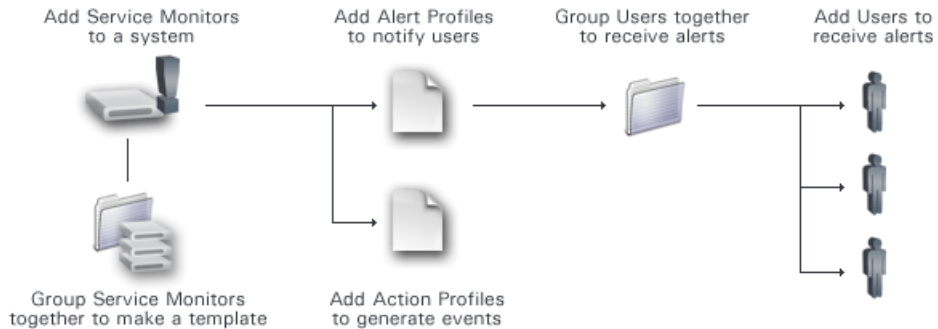 Add Service Monitors
to a system
Add Alert Profiles
to notify users
Group Users together
to receive alerts
Add Users to
receive alerts
Group Service Monitors
together to make a template
Add Action Profiles
to generate events